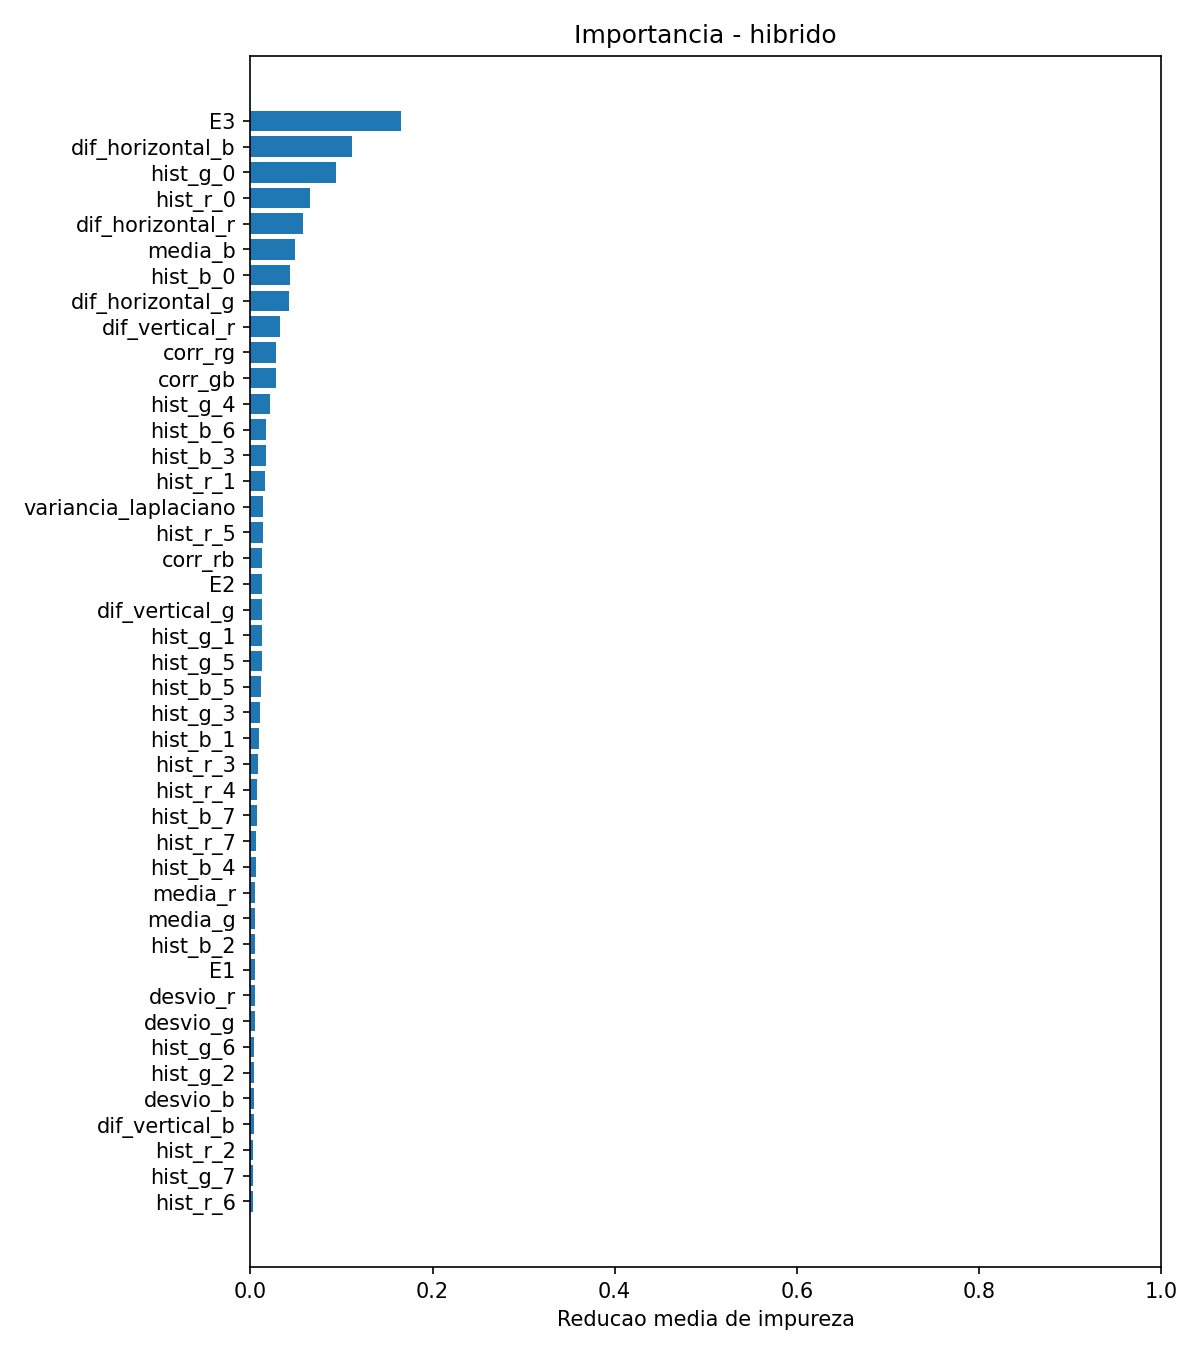 Importancia - hibrido
E3
dif_horizontal_b
hist_g_0
hist_r_0
dif_horizontal_r
media_b
hist_b_0
dif_horizontal_g
dif_vertical_r
corr_rg
corr_gb
hist_g_4
hist_b_6
hist_b_3
hist_r_1
variancia_laplaciano
hist_r_5
corr_rb
E2
dif_vertical_g
hist_g_1
hist_g_5
hist_b_5
hist_g_3
hist_b_1
hist_r_3
hist_r_4
hist_b_7
hist_r_7
hist_b_4
media_r
media_g
hist_b_2
E1
desvio_r
desvio_g
hist_g_6
hist_g_2
desvio_b
dif_vertical_b
hist_r_2
hist_g_7
hist_r_6
0.0 0.2 0.4 0.6 0.8 1.0
Reducao media de impureza